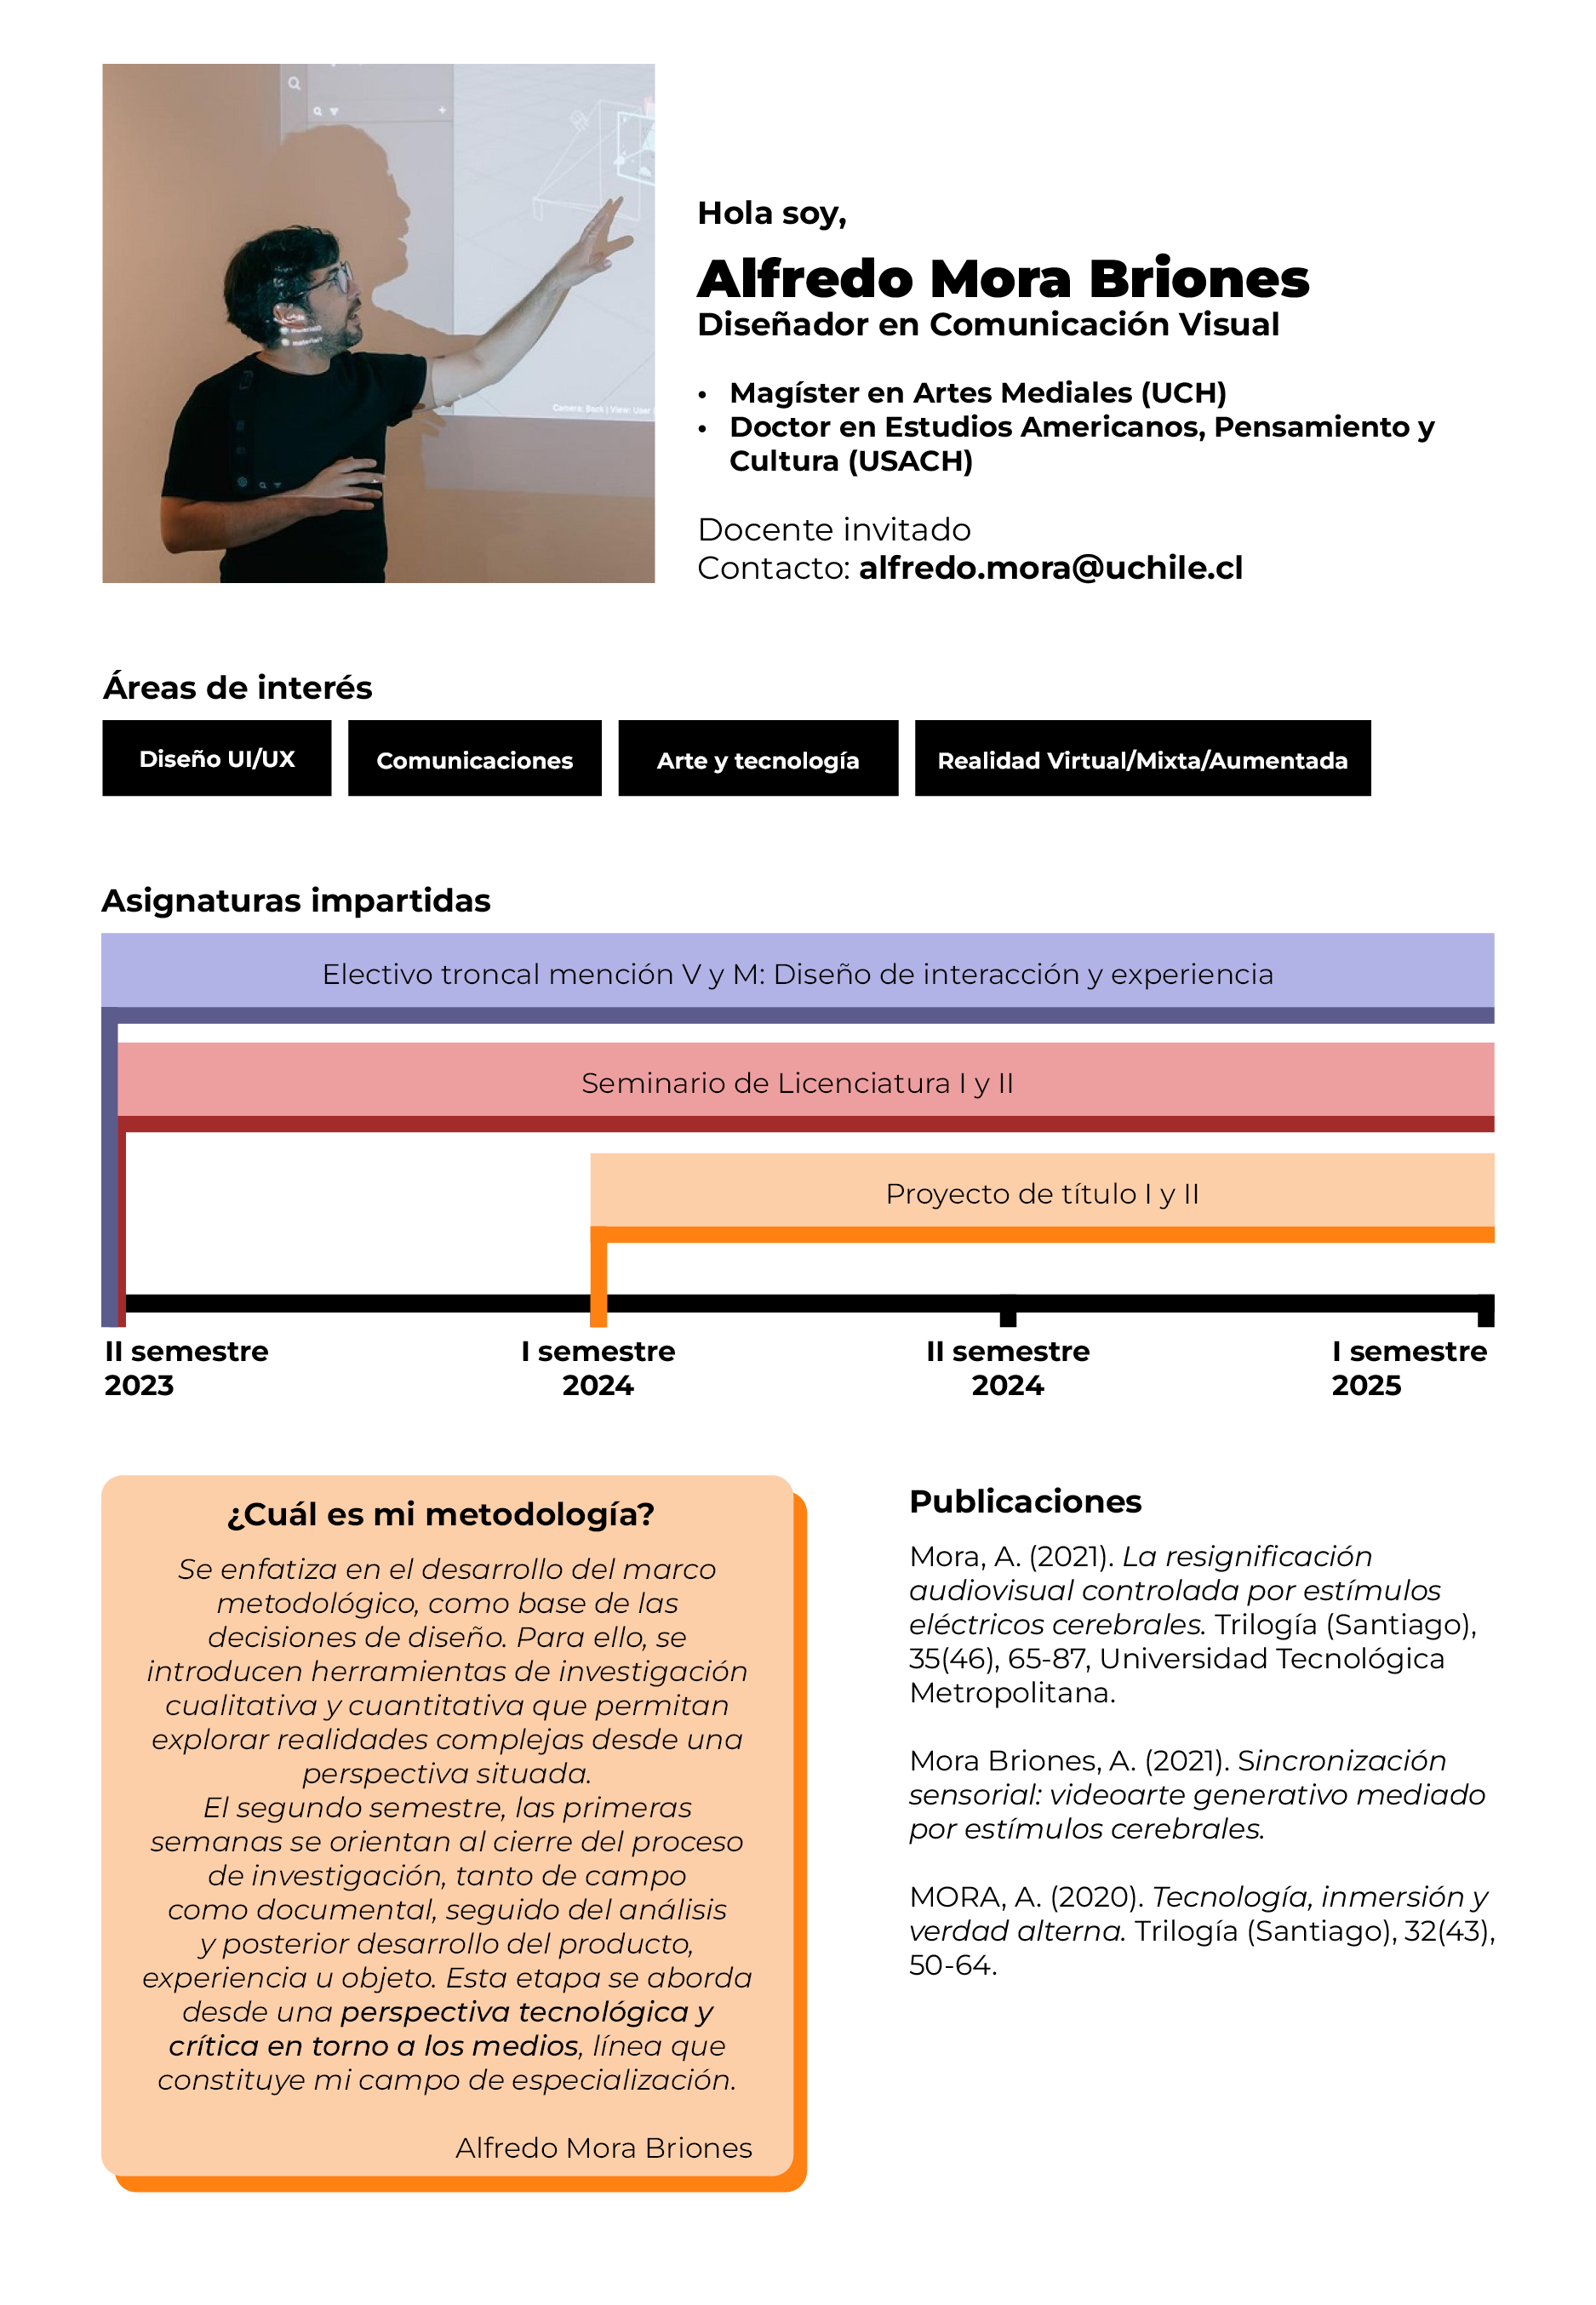 Camera: Back | View: User
material1
Hola soy,
Alfredo Mora Briones
Diseñador en Comunicación Visual
• Magíster en Artes Mediales (UCH)
• Doctor en Estudios Americanos, Pensamiento y
Cultura (USACH)
Docente invitado
Contacto: alfredo.mora@uchile.cl
Áreas de interés
Diseño UI/UX
Comunicaciones
Arte y tecnología
Realidad Virtual/Mixta/Aumentada
Asignaturas impartidas
Electivo troncal mención V y M: Diseño de interacción y experiencia
Seminario de Licenciatura I y II
Proyecto de título I y II
II semestre
2023
I semestre
2024
II semestre
2024
I semestre
2025
¿Cuál es mi metodología?
Se enfatiza en el desarrollo del marco
metodológico, como base de las
decisiones de diseño. Para ello, se
introducen herramientas de investigación
cualitativa y cuantitativa que permitan
explorar realidades complejas desde una
perspectiva situada.
El segundo semestre, las primeras
semanas se orientan al cierre del proceso
de investigación, tanto de campo
como documental, seguido del análisis
y posterior desarrollo del producto,
experiencia u objeto. Esta etapa se aborda
desde una perspectiva tecnológica y
crítica en torno a los medios, línea que
constituye mi campo de especialización.
Alfredo Mora Briones
Publicaciones
Mora, A. (2021). La resignificación
audiovisual controlada por estímulos
eléctricos cerebrales. Trilogía (Santiago),
35(46), 65-87, Universidad Tecnológica
Metropolitana.
Mora Briones, A. (2021). Sincronización
sensorial: videoarte generativo mediado
por estímulos cerebrales.
MORA, A. (2020). Tecnología, inmersión y
verdad alterna. Trilogía (Santiago), 32(43),
50-64.